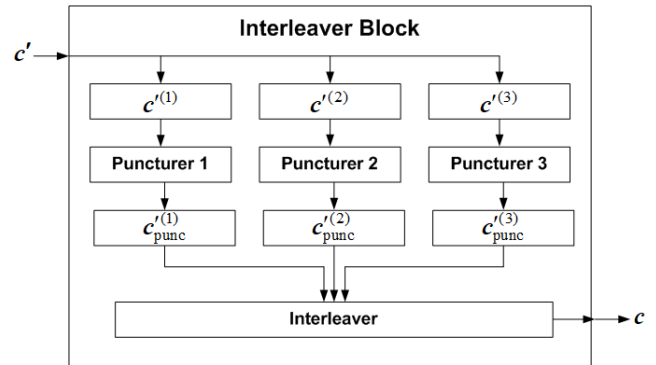 Interleaver Block
c′
c′(1) c′(2) c′(3)
Puncturer 1 Puncturer 2 Puncturer 3
c′(1)punc c′(2)punc c′(3)punc
Interleaver
c